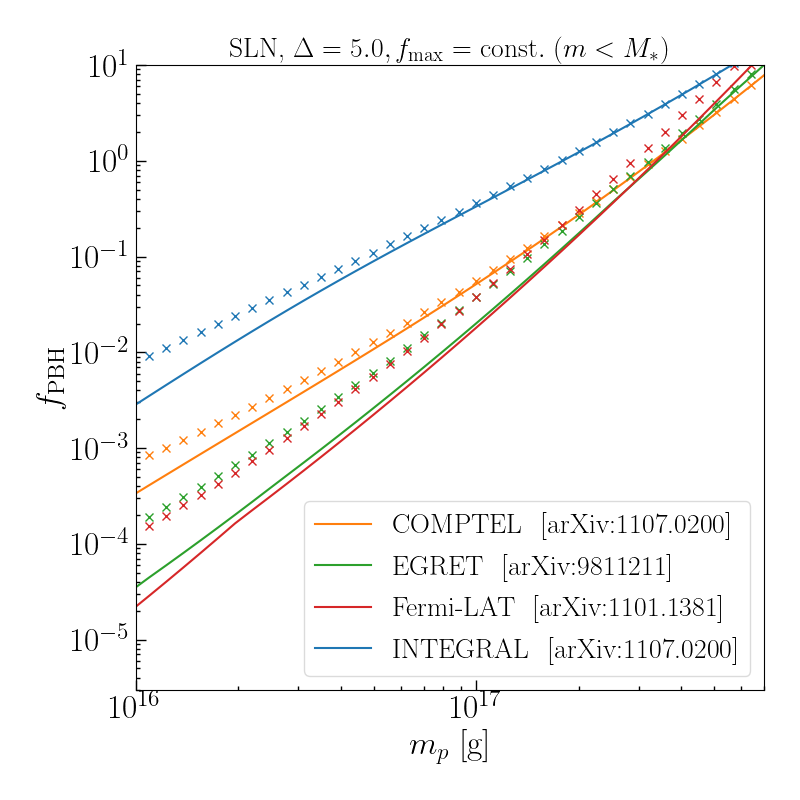 SLN, Δ = 5.0, f_max = const. (m < M_*)
10^1
10^0
10^−1
10^−2
10^−3
10^−4
10^−5
f_PBH
COMPTEL [arXiv:1107.0200]
EGRET [arXiv:9811211]
Fermi-LAT [arXiv:1101.1381]
INTEGRAL [arXiv:1107.0200]
10^16 10^17
m_p [g]